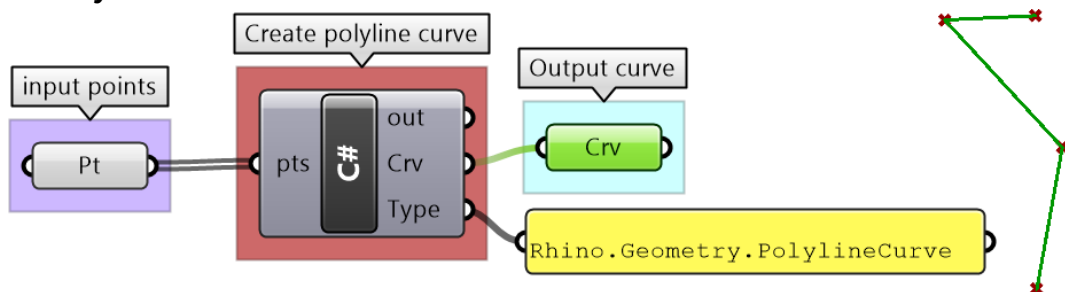 Create polyline curve
input points
Output curve
Pt
pts
C#
out
Crv
Type
Crv
Rhino.Geometry.PolylineCurve